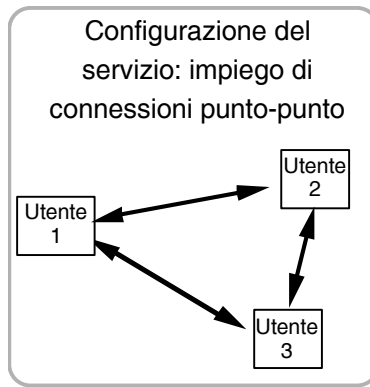 Configurazione del
servizio: impiego di
connessioni punto-punto
Utente
2
Utente
1
Utente
3